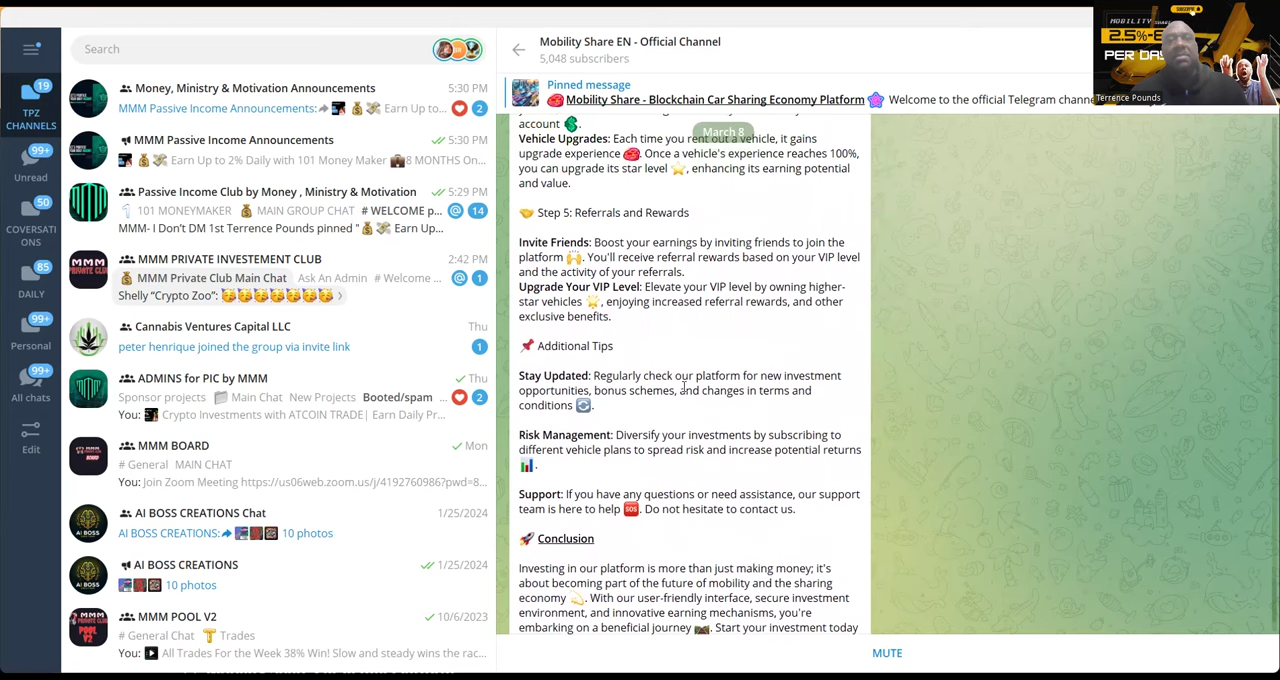 Search
19
TPZ
CHANNELS
99+
Unread
50
COVERSATI
ONS
85
DAILY
99+
Personal
99+
All chats
Edit
Money, Ministry & Motivation Announcements 5:30 PM
MMM Passive Income Announcements: Earn Up to... 2
MMM Passive Income Announcements 5:30 PM
Earn Up to 2% Daily with 101 Money Maker 8 MONTHS On...
Passive Income Club by Money , Ministry & Motivation 5:29 PM
101 MONEYMAKER MAIN GROUP CHAT # WELCOME p... @ 14
MMM- I Don’t DM 1st Terrence Pounds pinned " Earn Up...
MMM PRIVATE INVESTEMENT CLUB 2:42 PM
MMM Private Club Main Chat Ask An Admin # Welcome ... @ 1
Shelly “Crypto Zoo”:
Cannabis Ventures Capital LLC Thu
peter henrique joined the group via invite link 1
ADMINS for PIC by MMM Thu
Sponsor projects Main Chat New Projects Booted/spam ... 2
You: Crypto Investments with ATCOIN TRADE| Earn Daily Pr...
MMM BOARD Mon
# General MAIN CHAT
You: Join Zoom Meeting https://us06web.zoom.us/j/4192760986?pwd=8...
AI BOSS CREATIONS Chat 1/25/2024
AI BOSS CREATIONS: 10 photos
AI BOSS CREATIONS 1/25/2024
10 photos
MMM POOL V2 10/6/2023
# General Chat Trades
You: All Trades For the Week 38% Win! Slow and steady wins the rac...
Mobility Share EN - Official Channel
5,048 subscribers
Pinned message
Mobility Share - Blockchain Car Sharing Economy Platform Welcome to the official Telegram channe
March 8
account
Vehicle Upgrades: Each time you rent out a vehicle, it gains
upgrade experience . Once a vehicle's experience reaches 100%,
you can upgrade its star level , enhancing its earning potential
and value.
Step 5: Referrals and Rewards
Invite Friends: Boost your earnings by inviting friends to join the
platform . You'll receive referral rewards based on your VIP level
and the activity of your referrals.
Upgrade Your VIP Level: Elevate your VIP level by owning higher-
star vehicles , enjoying increased referral rewards, and other
exclusive benefits.
Additional Tips
Stay Updated: Regularly check our platform for new investment
opportunities, bonus schemes, and changes in terms and
conditions .
Risk Management: Diversify your investments by subscribing to
different vehicle plans to spread risk and increase potential returns
.
Support: If you have any questions or need assistance, our support
team is here to help SOS. Do not hesitate to contact us.
Conclusion
Investing in our platform is more than just making money; it's
about becoming part of the future of mobility and the sharing
economy . With our user-friendly interface, secure investment
environment, and innovative earning mechanisms, you're
embarking on a beneficial journey . Start your investment today
MUTE
SUBSCRIBE
MOBILITY
2.5%-
PER DAY
Terrence Pounds